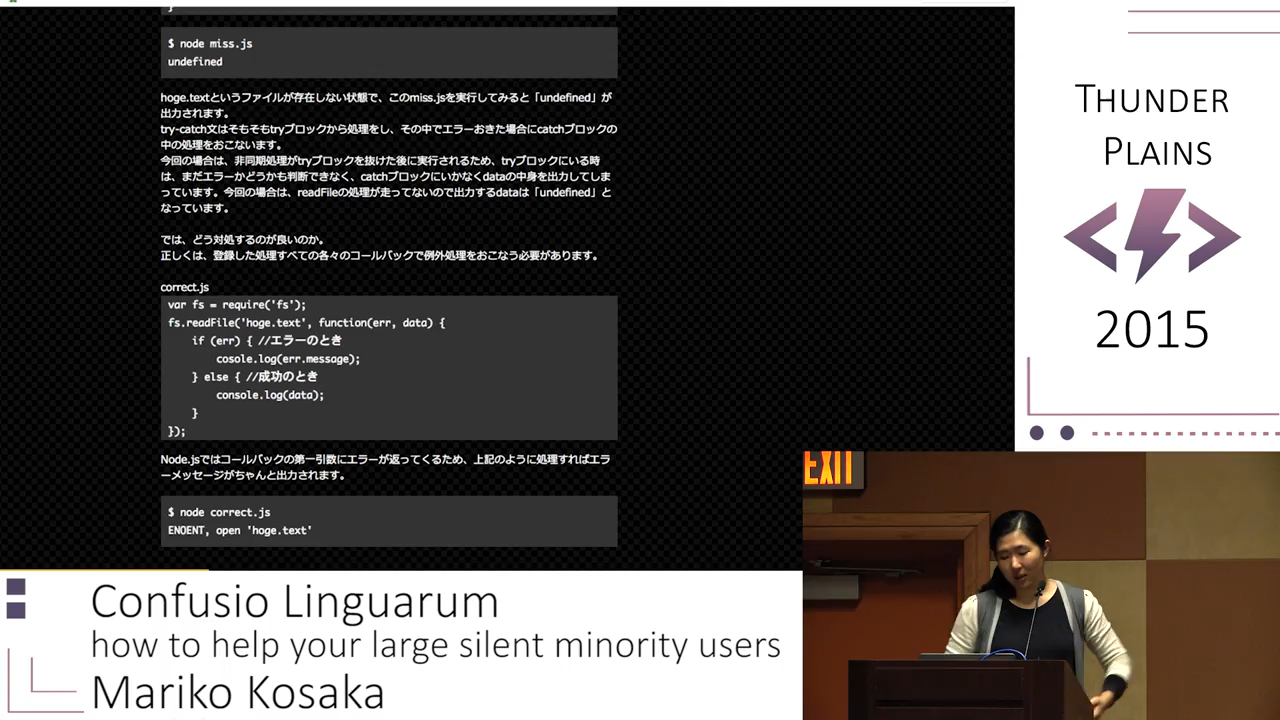 }
$ node miss.js
undefined
hoge.textというファイルが存在しない状態で、このmiss.jsを実行してみると「undefined」が
出力されます。
try-catch文はそもそもtryブロックから処理をし、その中でエラーおきた場合にcatchブロックの
中の処理をおこないます。
今回の場合は、非同期処理がtryブロックを抜けた後に実行されるため、tryブロックにいる時
は、まだエラーかどうかも判断できなく、catchブロックにいかなくdataの中身を出力してしま
っています。今回の場合は、readFileの処理が走ってないので出力するdataは「undefined」と
なっています。
では、どう対処するのが良いのか。
正しくは、登録した処理すべての各々のコールバックで例外処理をおこなう必要があります。
correct.js
var fs = require('fs');
fs.readFile('hoge.text', function(err, data) {
if (err) { //エラーのとき
cosole.log(err.message);
} else { //成功のとき
console.log(data);
}
});
Node.jsではコールバックの第一引数にエラーが返ってくるため、上記のように処理すればエラ
ーメッセージがちゃんと出力されます。
$ node correct.js
ENOENT, open 'hoge.text'
THUNDER
PLAINS
2015
EXIT
Confusio Linguarum
how to help your large silent minority users
Mariko Kosaka